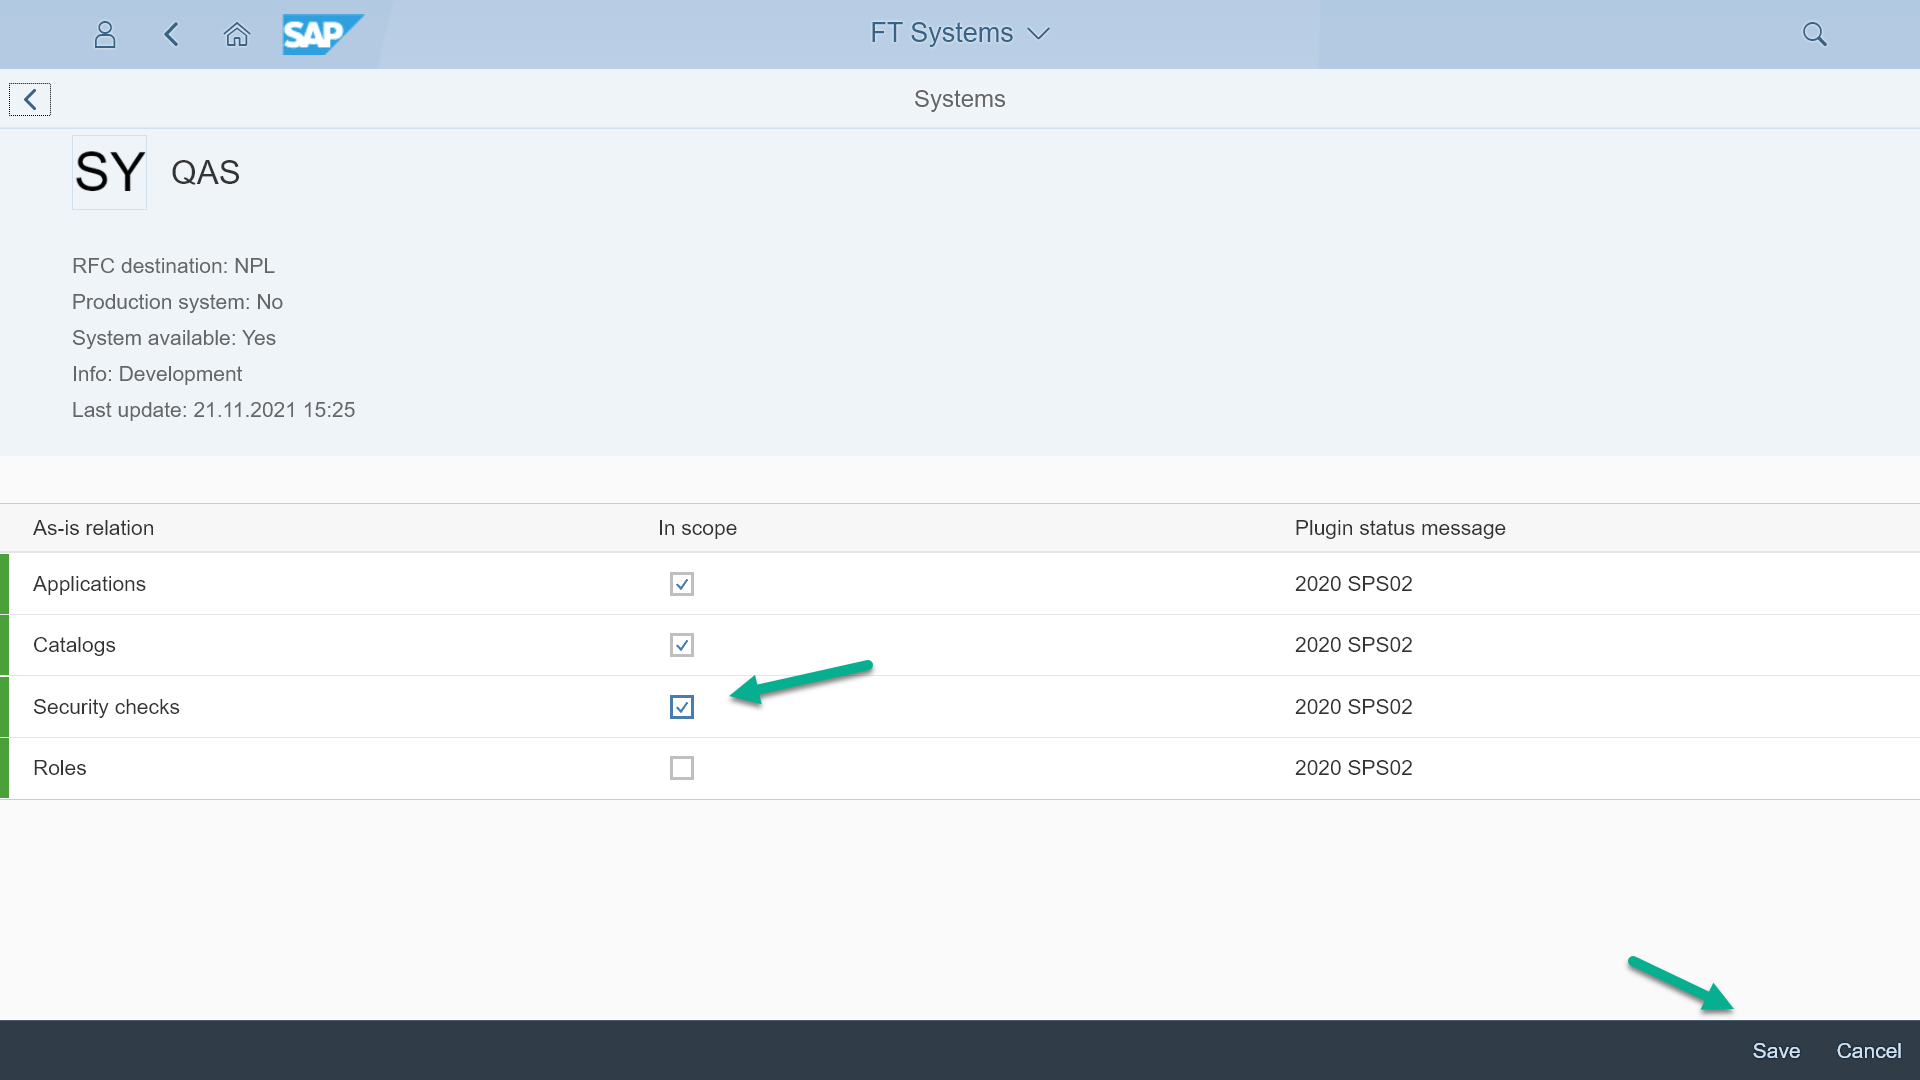 SAP
FT Systems
Systems
SY QAS
RFC destination: NPL
Production system: No
System available: Yes
Info: Development
Last update: 21.11.2021 15:25
As-is relation In scope Plugin status message
Applications 2020 SPS02
Catalogs 2020 SPS02
Security checks 2020 SPS02
Roles 2020 SPS02
Save Cancel